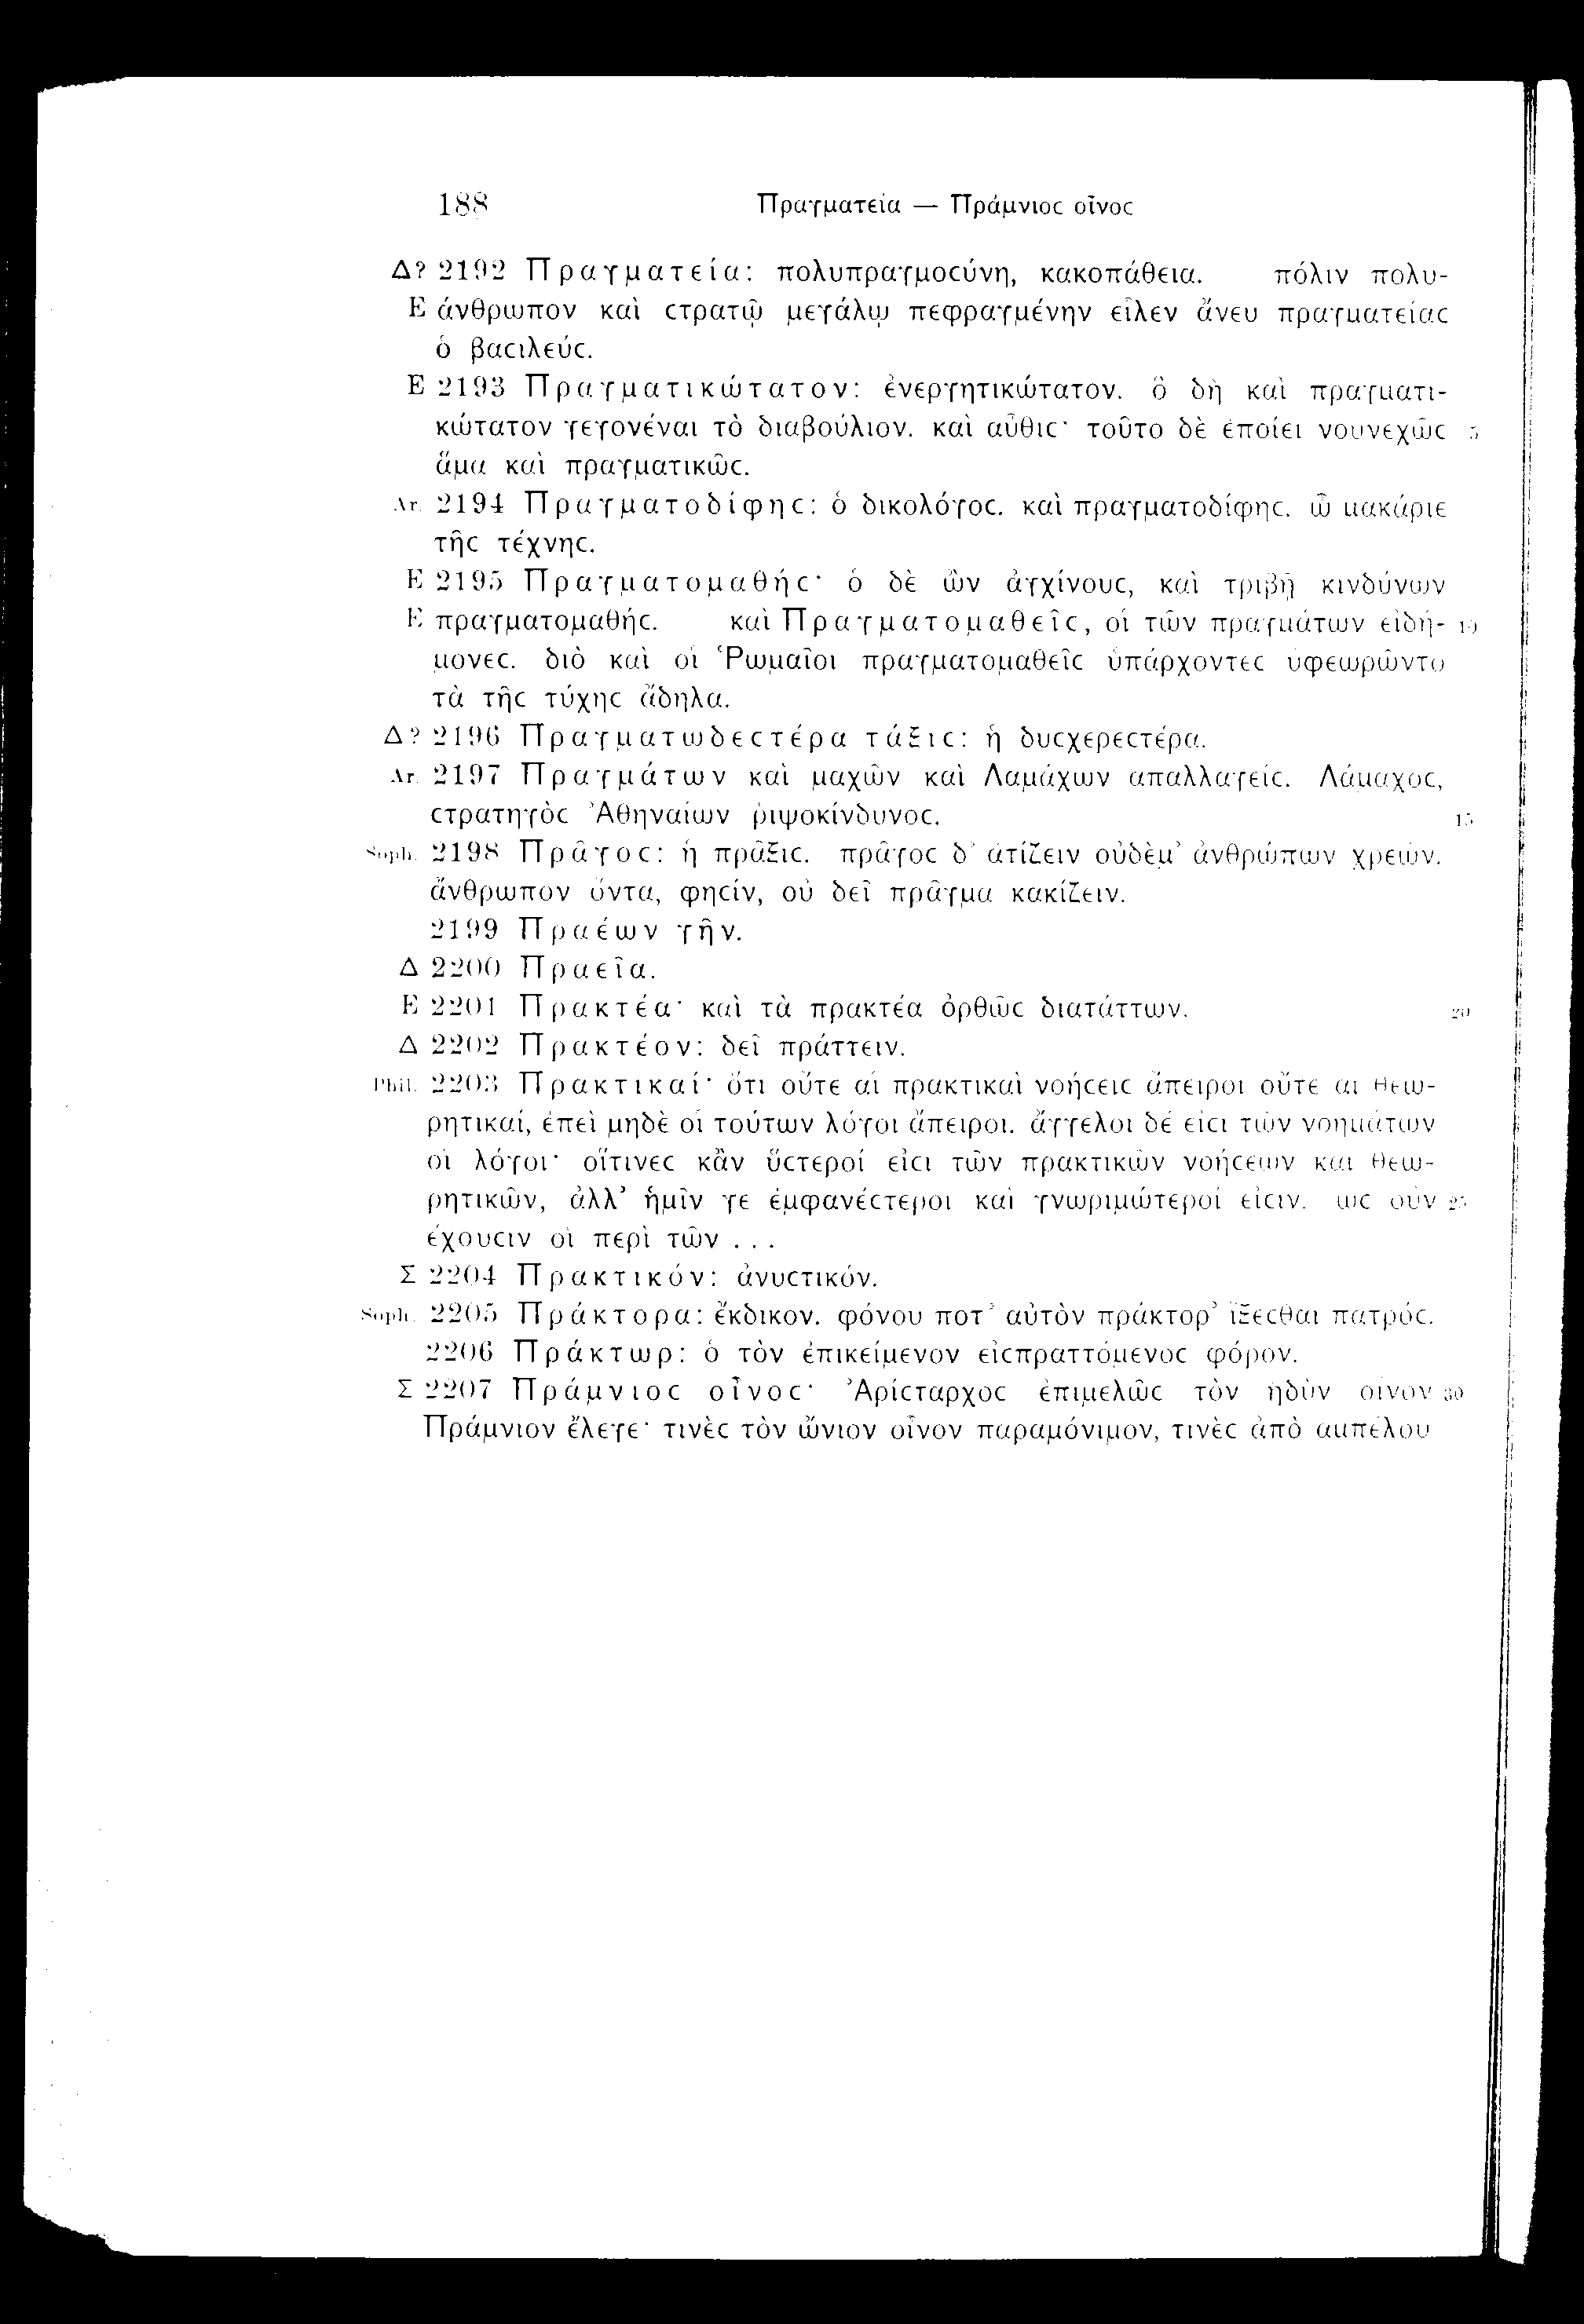 188 Πραγματεία — Πράμνιοϲ οἶνοϲ
Δ? 2192 Πραγματεία: πολυπραγμοϲύνη, κακοπάθεια. πόλιν πολυ-
E άνθρωπον καὶ ϲτρατῷ μεγάλῳ πεφραγμένην εἷλεν ἄνευ πραγματείαϲ
ὁ βαϲιλεύϲ.
E 2193 Πραγματικώτατον: ἐνεργητικώτατον. ὃ δὴ καὶ πραγματι-
κώτατον γεγονέναι τὸ διαβούλιον. καὶ αὖθιϲ· τοῦτο δὲ ἐποίει νουνεχῶϲ 5
ἅμα καὶ πραγματικῶϲ.
Ar. 2194 Πραγματοδίφηϲ: ὁ δικολόγοϲ. καὶ πραγματοδίφηϲ. ὦ μακάριε
τῆϲ τέχνηϲ.
E 2195 Πραγματομαθήϲ· ὁ δὲ ὢν ἀγχίνουϲ, καὶ τριβῇ κινδύνων
E πραγματομαθήϲ. καὶ Πραγματομαθεῖϲ, οἱ τῶν πραγμάτων εἰδή- 10
μονεϲ. διὸ καὶ οἱ Ῥωμαῖοι πραγματομαθεῖϲ ὑπάρχοντεϲ ὑφεωρῶντο
τὰ τῆϲ τύχηϲ ἄδηλα.
Δ? 2196 Πραγματωδεϲτέρα τάξιϲ: ἡ δυϲχερεϲτέρα.
Ar. 2197 Πραγμάτων καὶ μαχῶν καὶ Λαμάχων ἀπαλλαγείϲ. Λάμαχοϲ,
ϲτρατηγὸϲ Ἀθηναίων ῥιψοκίνδυνοϲ. 15
Soph. 2198 Πρᾶγοϲ: ἡ πρᾶξιϲ. πρᾶγοϲ δ' ἀτίζειν οὐδὲμ' ἀνθρώπων χρεών.
ἄνθρωπον ὄντα, φηϲίν, οὐ δεῖ πρᾶγμα κακίζειν.
2199 Πραέων γῆν.
Δ 2200 Πραεῖα.
E 2201 Πρακτέα· καὶ τὰ πρακτέα ὀρθῶϲ διατάττων. 20
Δ 2202 Πρακτέον: δεῖ πράττειν.
Phil. 2203 Πρακτικαί· ὅτι οὔτε αἱ πρακτικαὶ νοήϲειϲ ἄπειροι οὔτε αἱ θεω-
ρητικαί, ἐπεὶ μηδὲ οἱ τούτων λόγοι ἄπειροι. ἄγγελοι δέ εἰϲι τῶν νοημάτων
οἱ λόγοι· οἵτινεϲ κἂν ὕϲτεροί εἰϲι τῶν πρακτικῶν νοήϲεων καὶ θεω-
ρητικῶν, ἀλλ' ἡμῖν γε ἐμφανέϲτεροι καὶ γνωριμώτεροί εἰϲιν. ὡϲ οὖν 25
ἔχουϲιν οἱ περὶ τῶν ...
Σ 2204 Πρακτικόν: ἀνυϲτικόν.
Soph. 2205 Πράκτορα: ἔκδικον. φόνου ποτ' αὐτὸν πράκτορ' ἵξεϲθαι πατρόϲ.
2206 Πράκτωρ: ὁ τὸν ἐπικείμενον εἰϲπραττόμενοϲ φόρον.
Σ 2207 Πράμνιοϲ οἶνοϲ· Ἀρίϲταρχοϲ ἐπιμελῶϲ τὸν ἡδὺν οἶνον 30
Πράμνιον ἔλεγε· τινὲϲ τὸν ὤνιον οἶνον παραμόνιμον, τινὲϲ ἀπὸ ἀμπέλου